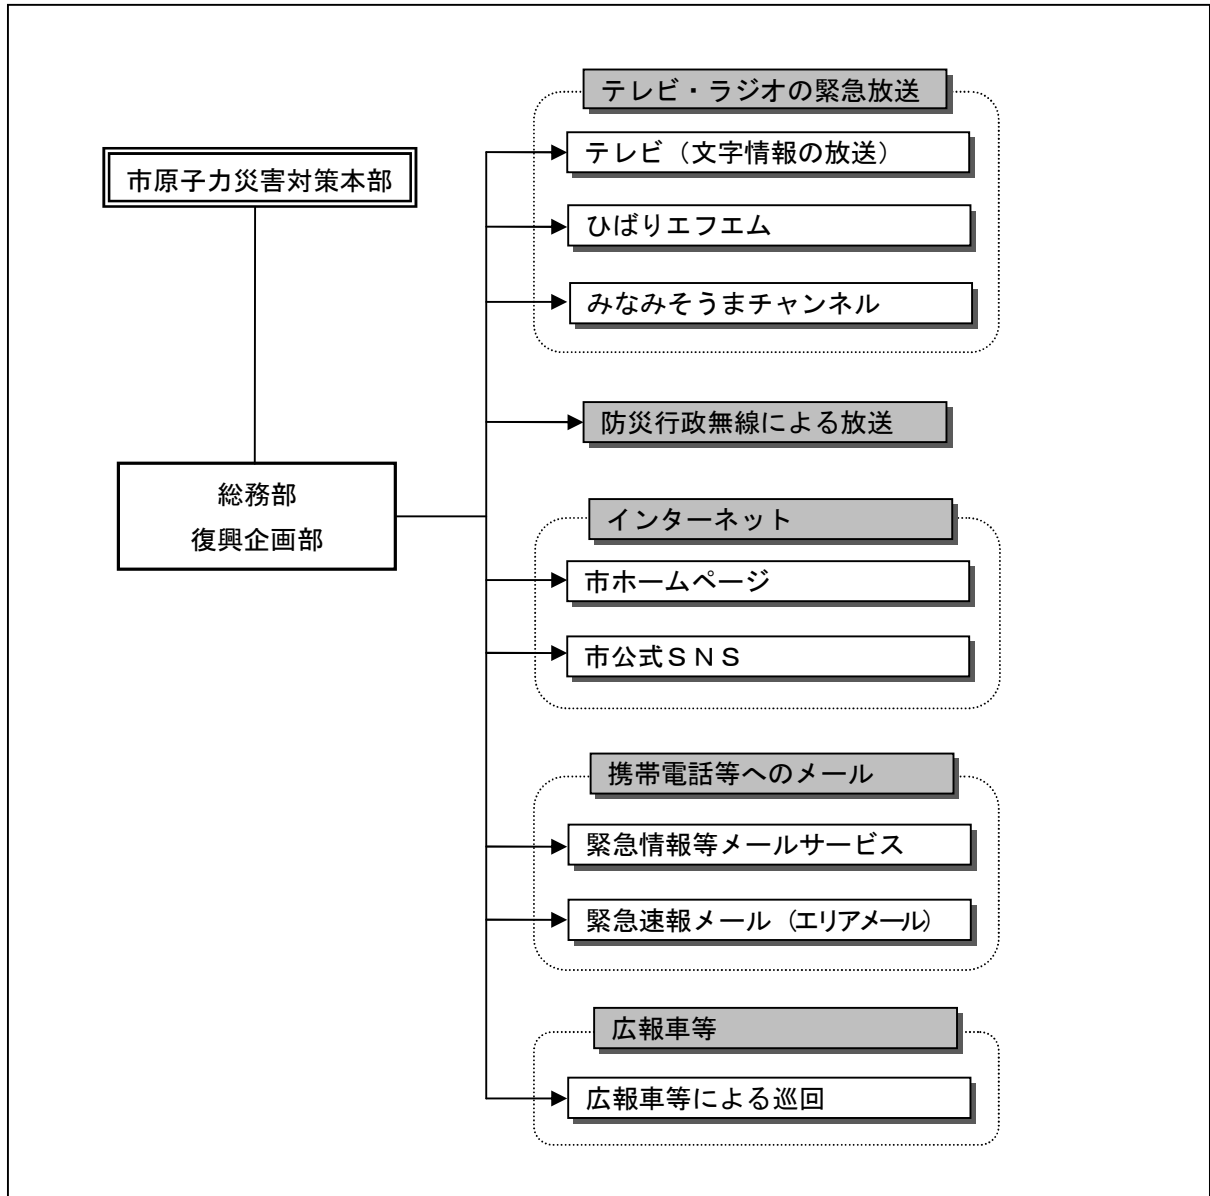 市原子力災害対策本部
総務部
復興企画部
テレビ・ラジオの緊急放送
テレビ（文字情報の放送）
ひばりエフエム
みなみそうまチャンネル
防災行政無線による放送
インターネット
市ホームページ
市公式ＳＮＳ
携帯電話等へのメール
緊急情報等メールサービス
緊急速報メール（エリアメール）
広報車等
広報車等による巡回